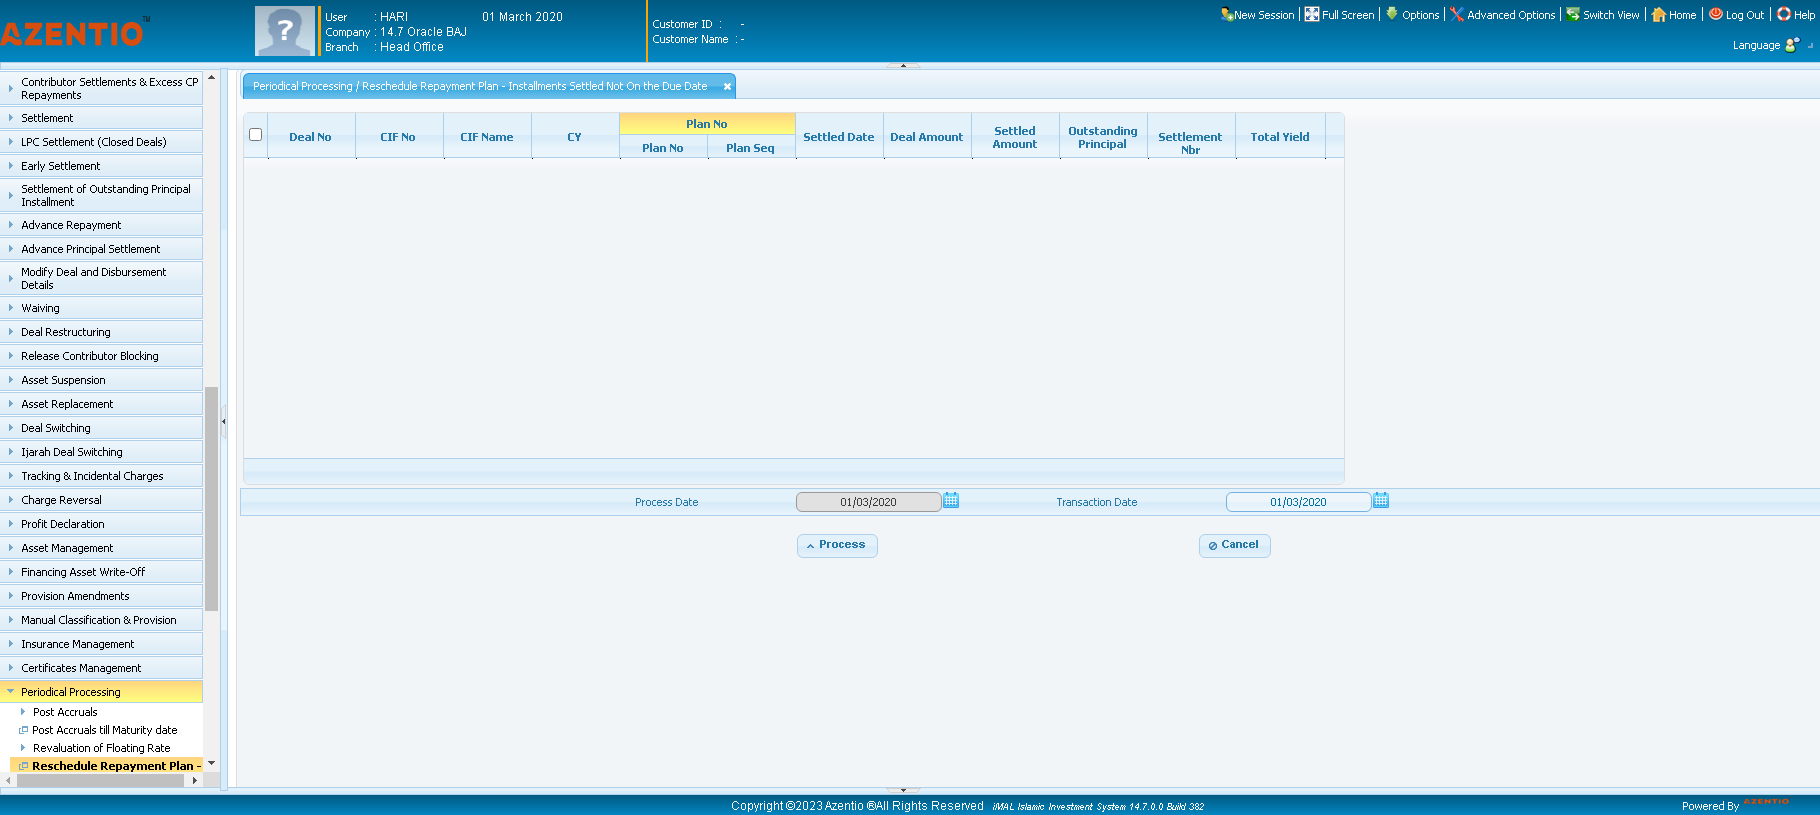 AZENTIO™
User : HARI 01 March 2020
Company : 14.7 Oracle BAJ
Branch : Head Office
Customer ID : -
Customer Name : -
New Session
Full Screen
Options
Advanced Options
Switch View
Home
Log Out
Help
Language
Contributor Settlements & Excess CP
Repayments
Settlement
LPC Settlement (Closed Deals)
Early Settlement
Settlement of Outstanding Principal
Installment
Advance Repayment
Advance Principal Settlement
Modify Deal and Disbursement
Details
Waiving
Deal Restructuring
Release Contributor Blocking
Asset Suspension
Asset Replacement
Deal Switching
Ijarah Deal Switching
Tracking & Incidental Charges
Charge Reversal
Profit Declaration
Asset Management
Financing Asset Write-Off
Provision Amendments
Manual Classification & Provision
Insurance Management
Certificates Management
Periodical Processing
Post Accruals
Post Accruals till Maturity date
Revaluation of Floating Rate
Reschedule Repayment Plan -
Periodical Processing / Reschedule Repayment Plan - Installments Settled Not On the Due Date
Deal No
CIF No
CIF Name
CY
Plan No
Plan No
Plan Seq
Settled Date
Deal Amount
Settled
Amount
Outstanding
Principal
Settlement
Nbr
Total Yield
Process Date 01/03/2020
Transaction Date 01/03/2020
Process
Cancel
Copyright ©2023 Azentio ®All Rights Reserved iMAL Islamic Investment System 14.7.0.0 Build 382
Powered By AZENTIO